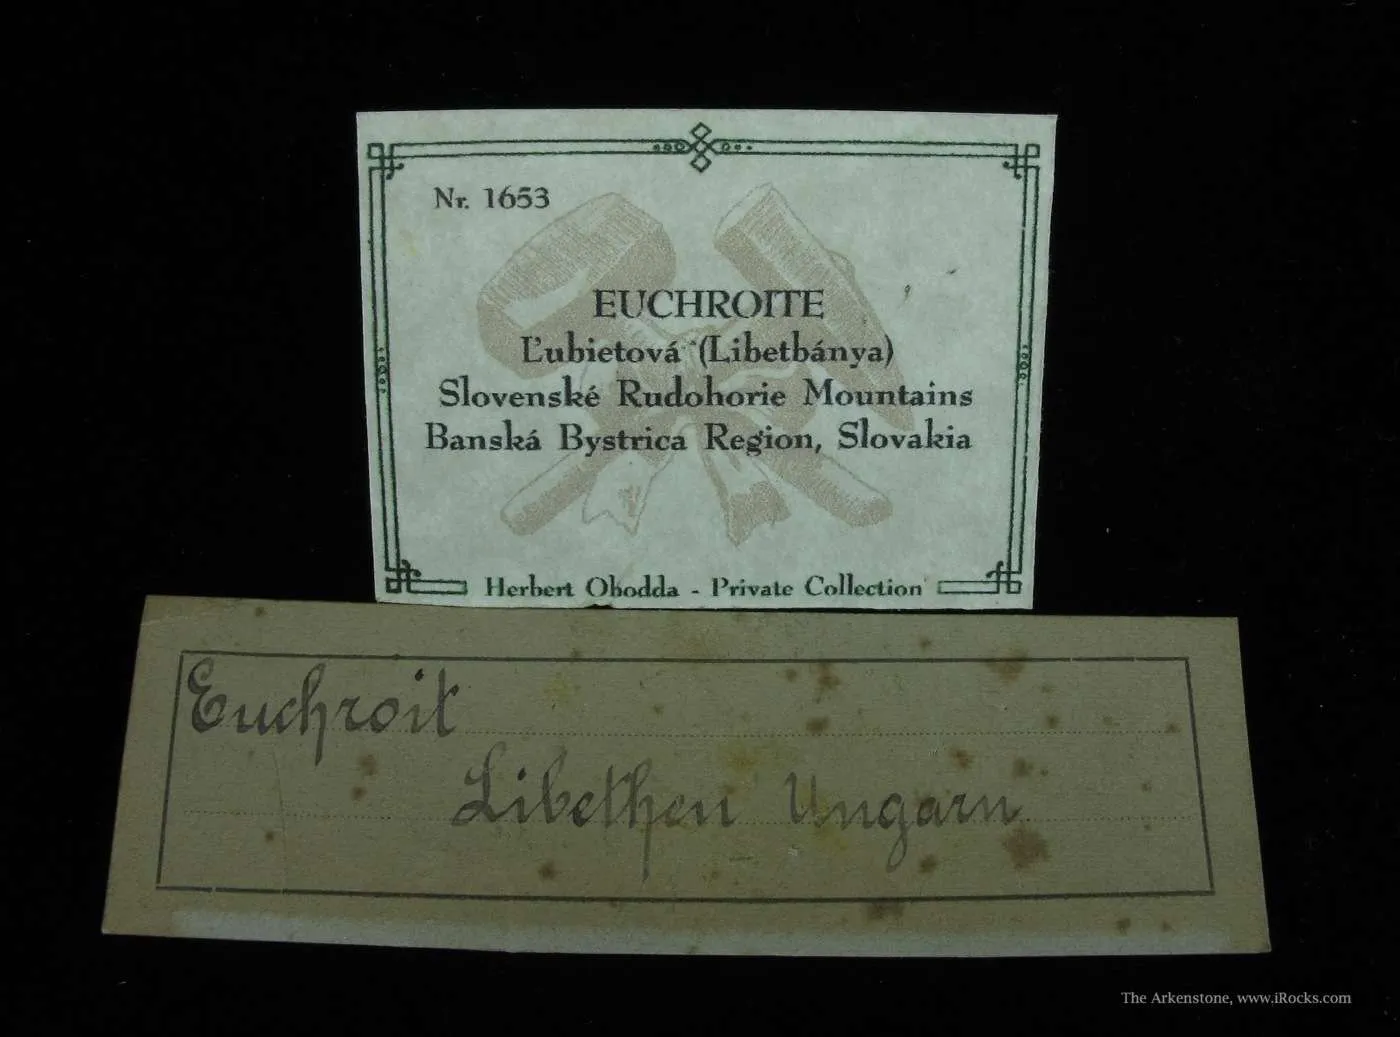 Nr. 1653
EUCHROITE
Ľubietová (Libetbánya)
Slovenské Rudohorie Mountains
Banská Bystrica Region, Slovakia
Herbert Obodda - Private Collection
Euchroit
Libethen Ungarn
The Arkenstone, www.iRocks.com